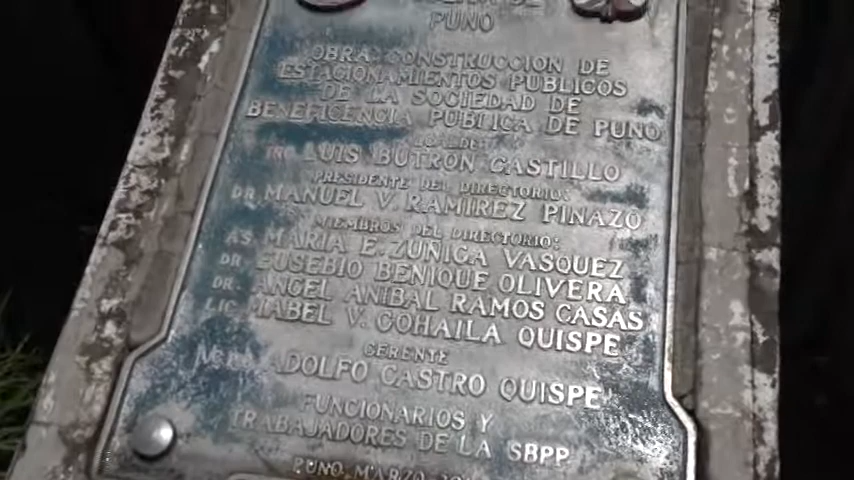 PUNO
OBRA: CONSTRUCCION DE
ESTACIONAMIENTOS PUBLICOS
DE LA SOCIEDAD DE
BENEFICENCIA PUBLICA DE PUNO
ALCALDE:
ING. LUIS BUTRON CASTILLO
PRESIDENTE DEL DIRECTORIO:
DR. MANUEL V. RAMIREZ PINAZO
MIEMBROS DEL DIRECTORIO:
AS. MARIA E. ZUÑIGA VASQUEZ
DR. EUSEBIO BENIQUE OLIVERA
DR. ANGEL ANIBAL RAMOS CASAS
LIC. MABEL V. GOHAILA QUISPE
GERENTE
ADOLFO CASTRO QUISPE
FUNCIONARIOS Y
TRABAJADORES DE LA SBPP
PUNO MARZO